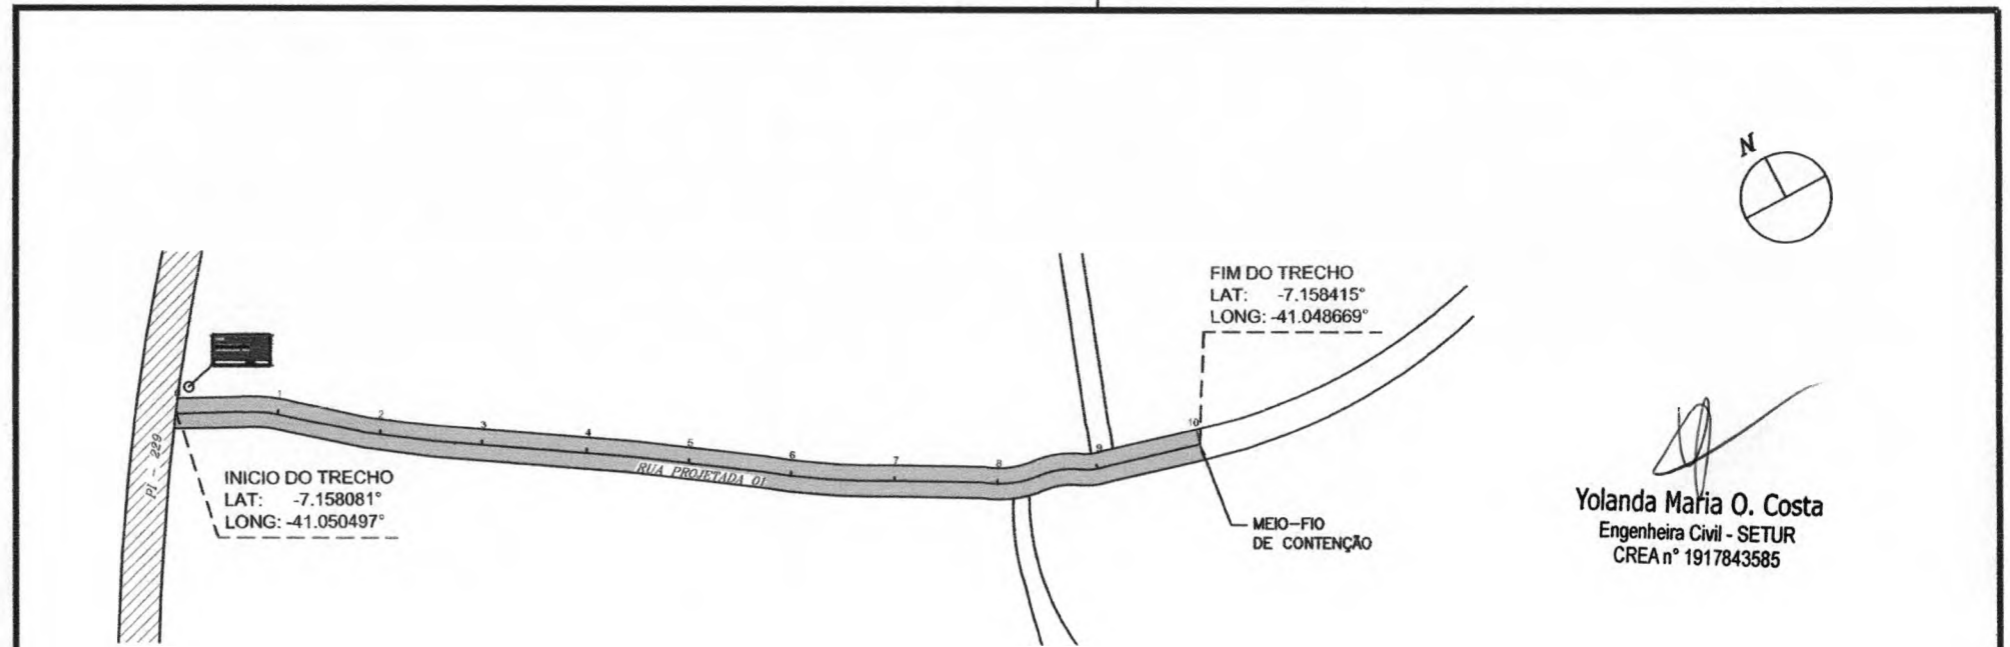 N
FIM DO TRECHO
LAT: -7.158415°
LONG: -41.048669°
1
2
3
4
5
6
7
8
9
10
RUA PROJETADA 01
PI - 229
INICIO DO TRECHO
LAT: -7.158081°
LONG: -41.050497°
MEIO-FIO
DE CONTENÇÃO
Yolanda Maria O. Costa
Engenheira Civil - SETUR
CREA n° 1917843585